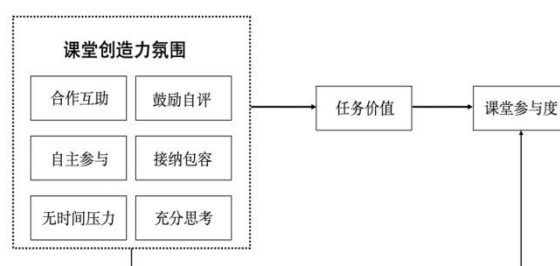 课堂创造力氛围
合作互助 鼓励自评 任务价值 课堂参与度
自主参与 接纳包容
无时间压力 充分思考